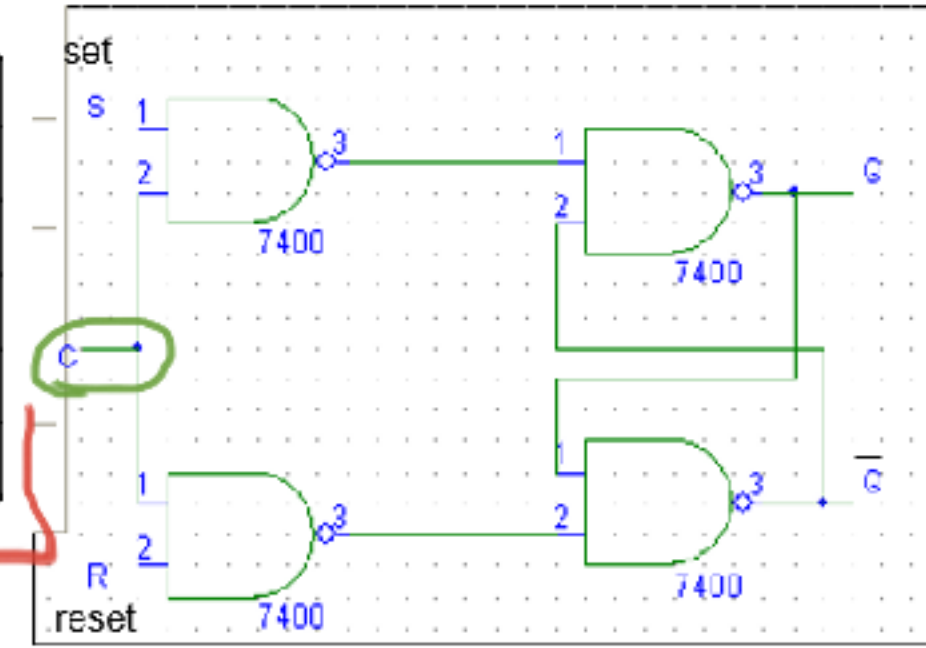 set
S 1 3 1 3 Q
2 2
7400 7400
C
1 3 1 3 Q
2 2
R 7400
reset 7400